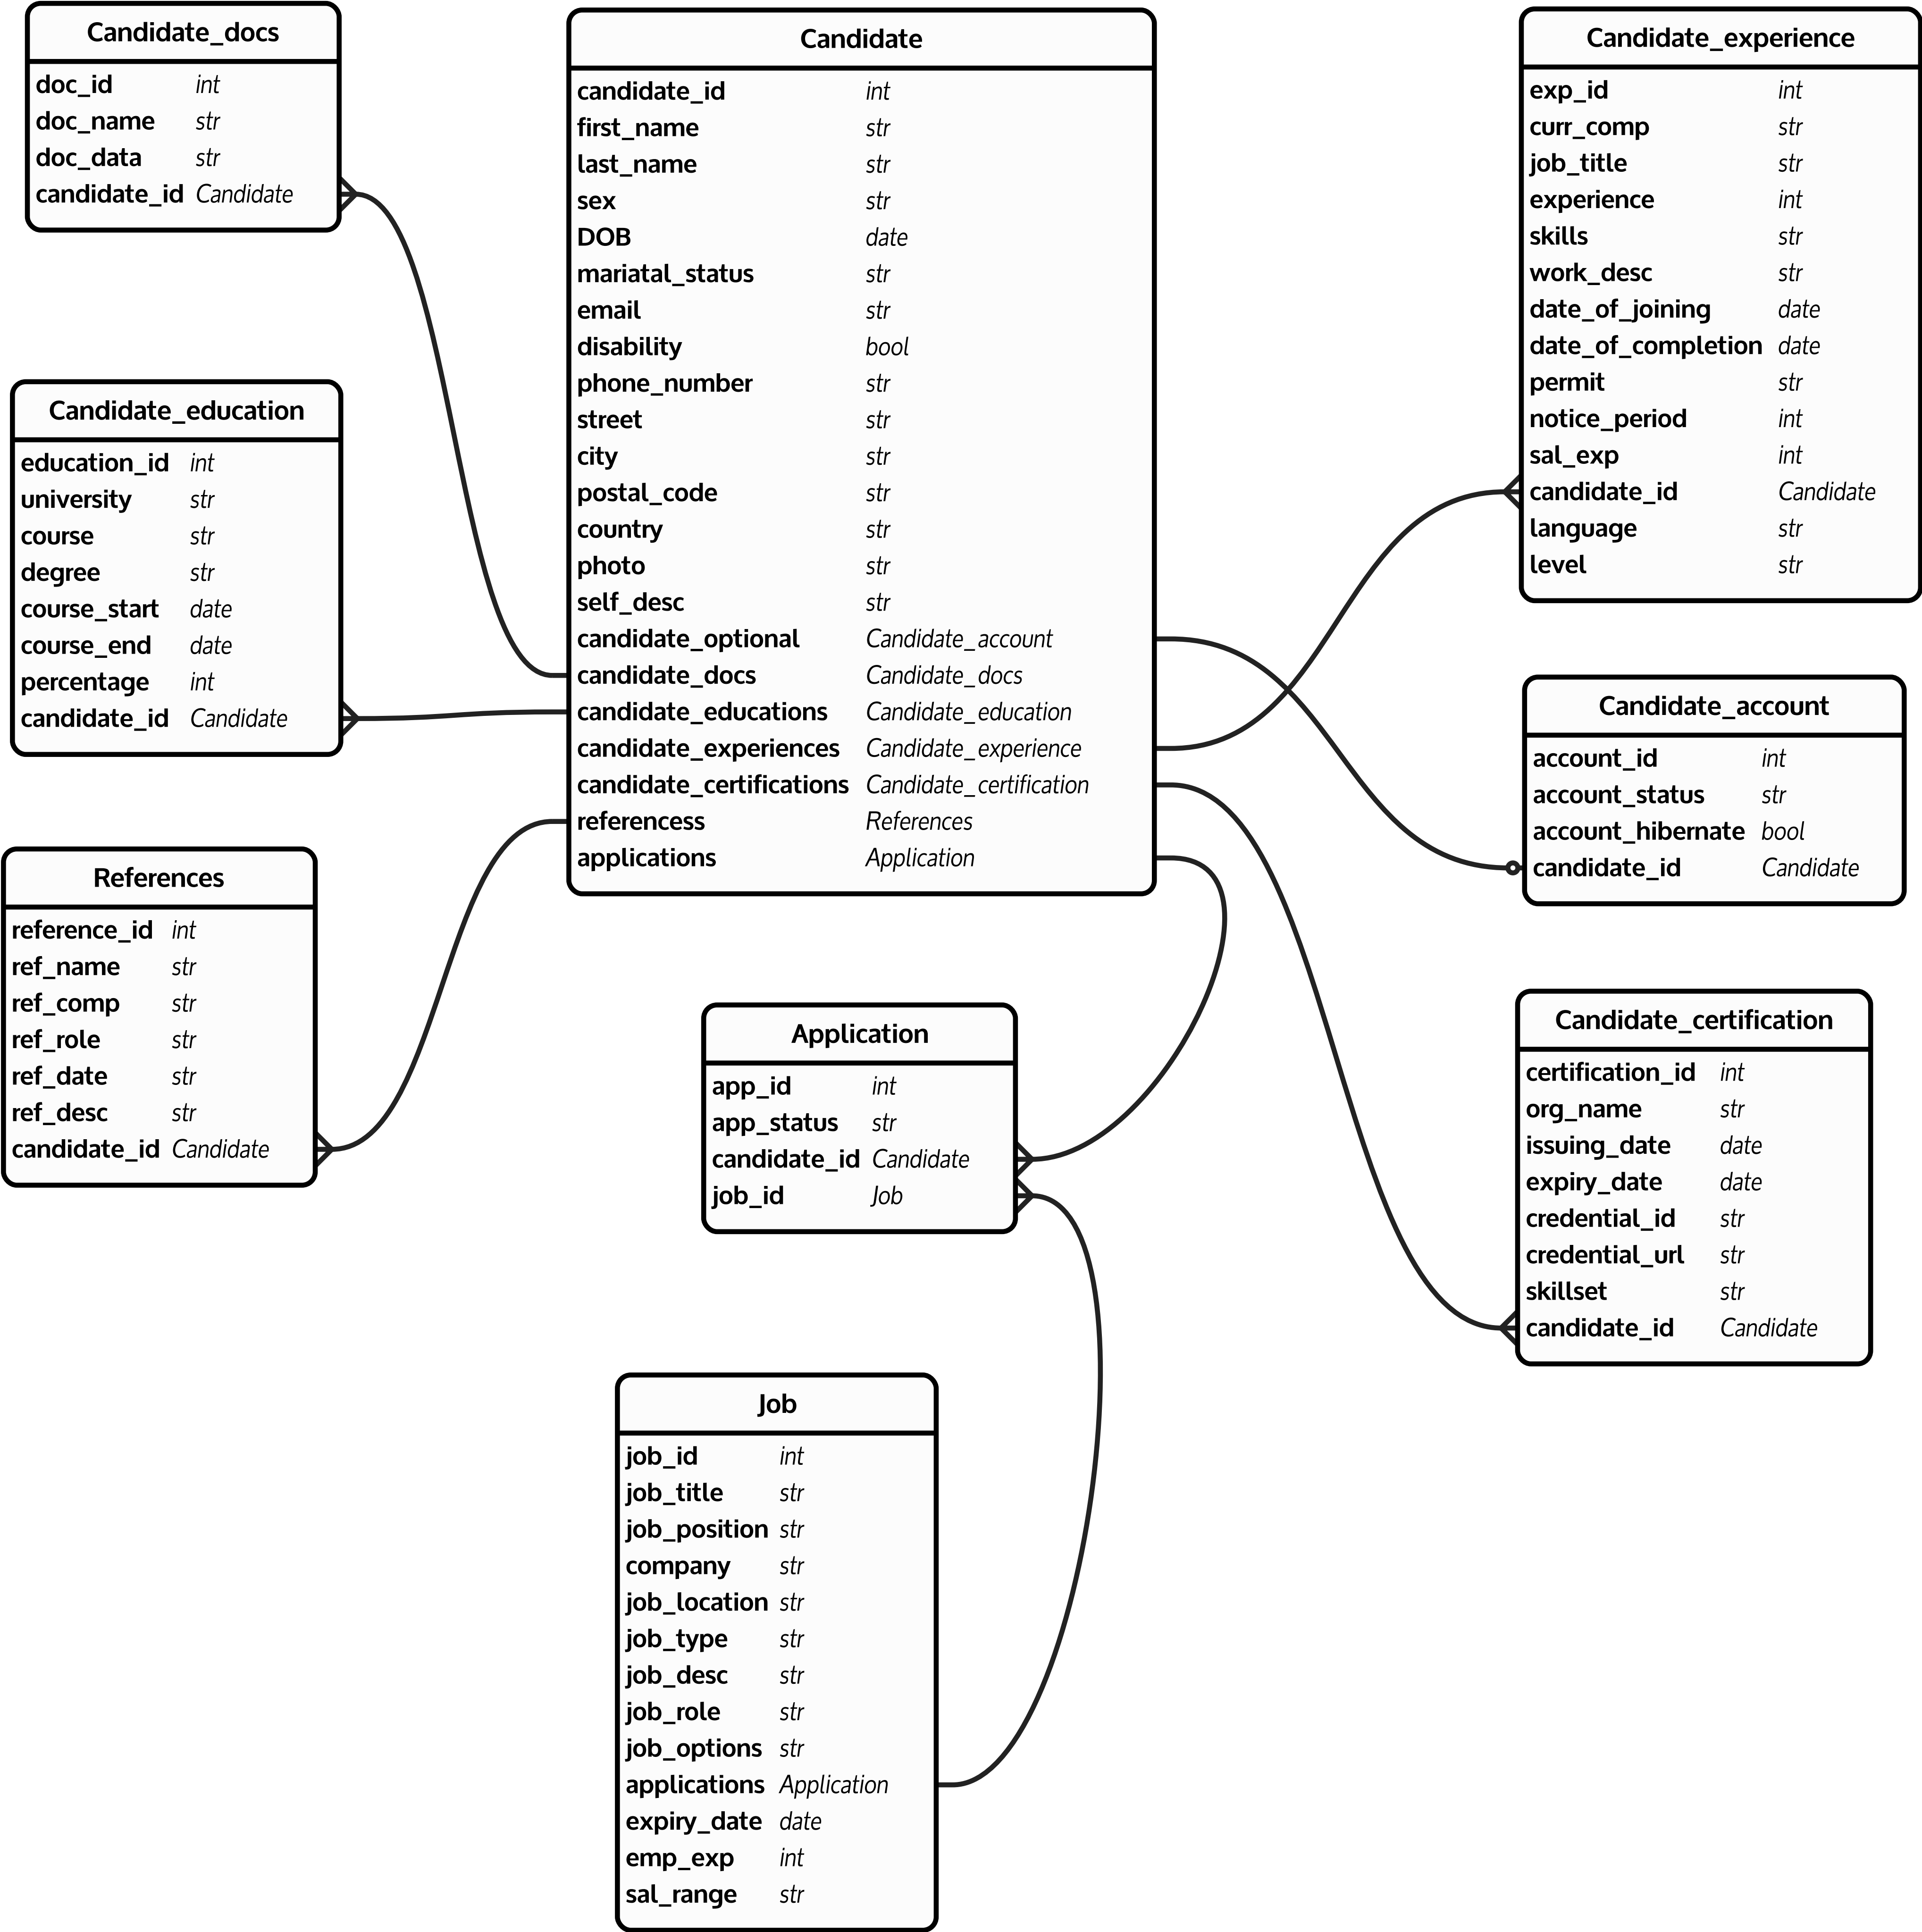 Candidate_docs
doc_id int
doc_name str
doc_data str
candidate_id Candidate
Candidate_education
education_id int
university str
course str
degree str
course_start date
course_end date
percentage int
candidate_id Candidate
References
reference_id int
ref_name str
ref_comp str
ref_role str
ref_date str
ref_desc str
candidate_id Candidate
Candidate
candidate_id int
first_name str
last_name str
sex str
DOB date
mariatal_status str
email str
disability bool
phone_number str
street str
city str
postal_code str
country str
photo str
self_desc str
candidate_optional Candidate_account
candidate_docs Candidate_docs
candidate_educations Candidate_education
candidate_experiences Candidate_experience
candidate_certifications Candidate_certification
referencess References
applications Application
Application
app_id int
app_status str
candidate_id Candidate
job_id Job
Job
job_id int
job_title str
job_position str
company str
job_location str
job_type str
job_desc str
job_role str
job_options str
applications Application
expiry_date date
emp_exp int
sal_range str
Candidate_experience
exp_id int
curr_comp str
job_title str
experience int
skills str
work_desc str
date_of_joining date
date_of_completion date
permit str
notice_period int
sal_exp int
candidate_id Candidate
language str
level str
Candidate_account
account_id int
account_status str
account_hibernate bool
candidate_id Candidate
Candidate_certification
certification_id int
org_name str
issuing_date date
expiry_date date
credential_id str
credential_url str
skillset str
candidate_id Candidate